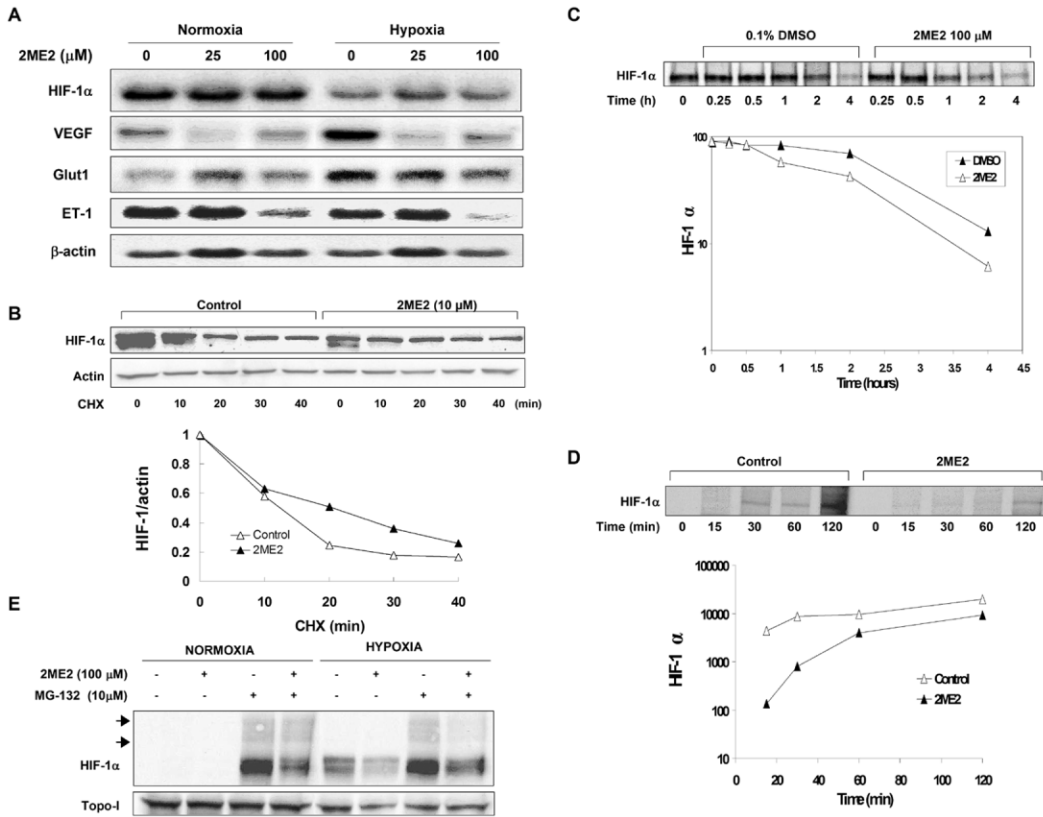 A
Normoxia Hypoxia
2ME2 (μM) 0 25 100 0 25 100
HIF-1α
VEGF
Glut1
ET-1
β-actin
B
Control 2ME2 (10 μM)
HIF-1α
Actin
CHX 0 10 20 30 40 0 10 20 30 40 (min)
HIF-1/actin
1
0.8
0.6
0.4
0.2
0
Control
2ME2
0 10 20 30 40
CHX (min)
C
0.1% DMSO 2ME2 100 μM
HIF-1α
Time (h) 0 0.25 0.5 1 2 4 0.25 0.5 1 2 4
HIF-1 α
100
10
1
DMSO
2ME2
0 0.5 1 1.5 2 2.5 3 3.5 4 4.5
Time (hours)
D
Control 2ME2
HIF-1α
Time (min) 0 15 30 60 120 0 15 30 60 120
HIF-1 α
100000
10000
1000
100
10
Control
2ME2
0 20 40 60 80 100 120
Time (min)
E
NORMOXIA HYPOXIA
2ME2 (100 μM) - + - + - + - +
MG-132 (10μM) - - + + - - + +
HIF-1α
Topo-I